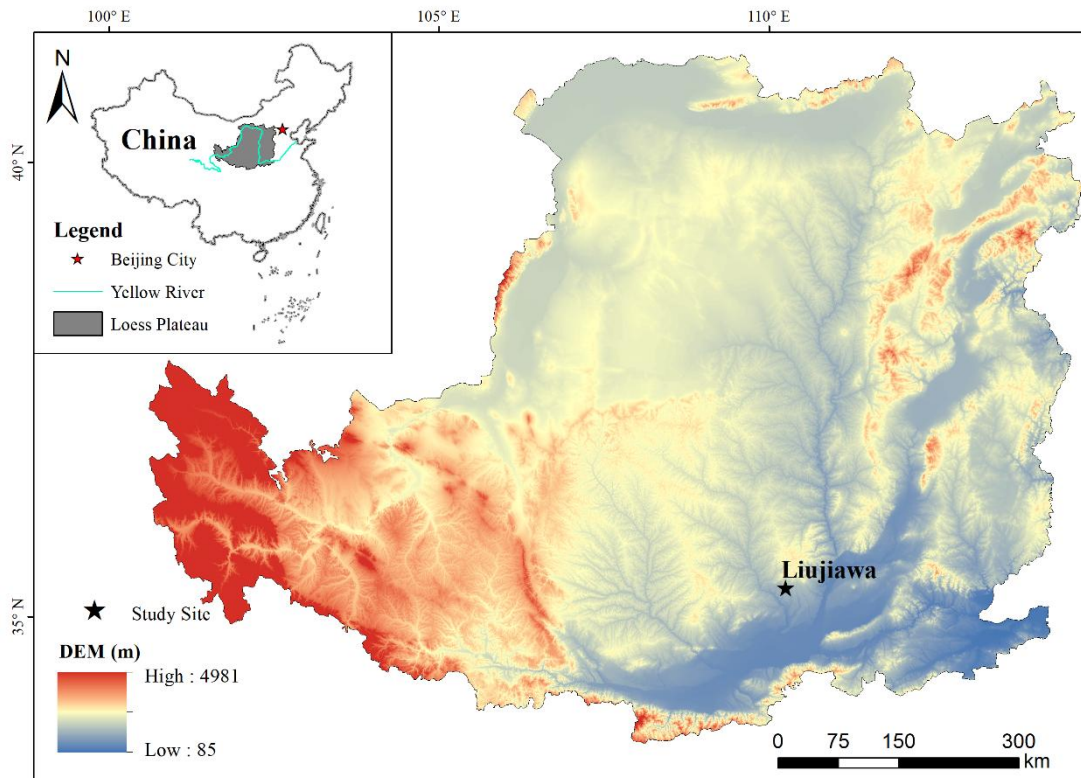 100° E
105° E
110° E
N
China
40° N
Legend
Beijing City
Yellow River
Loess Plateau
Liujiawa
35° N
Study Site
DEM (m)
High : 4981
Low : 85
0 75 150 300
km